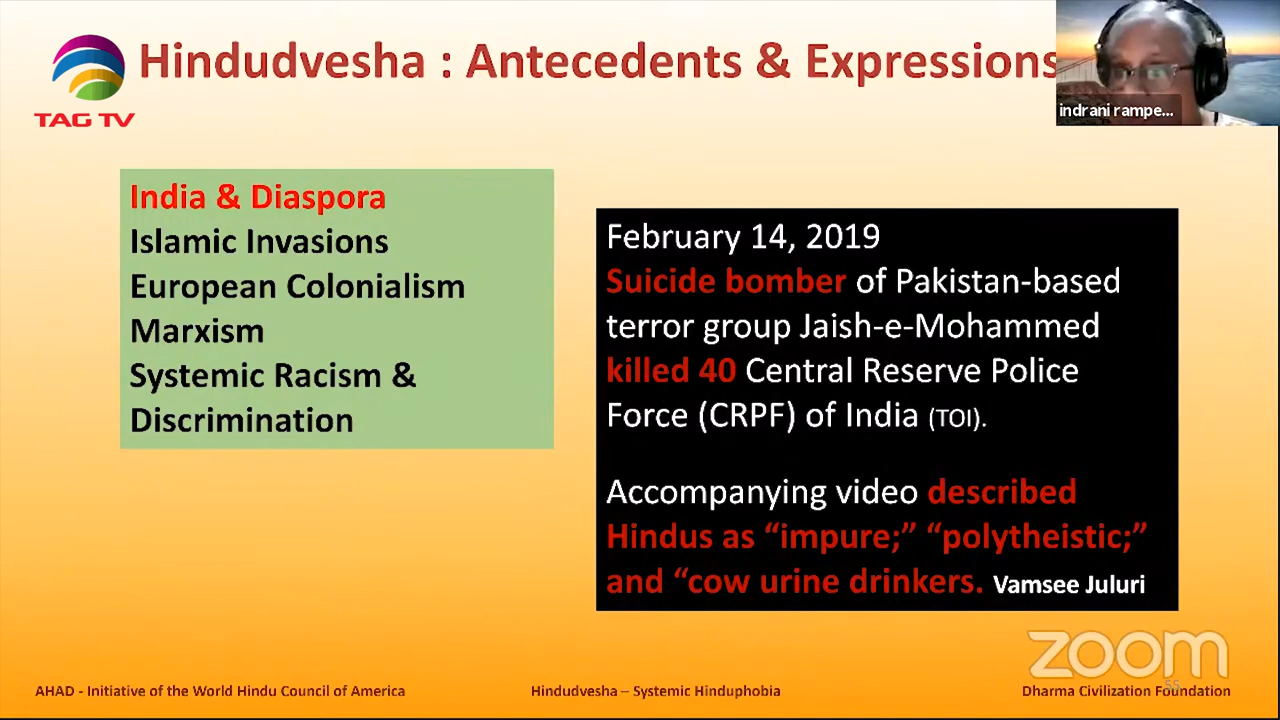 Hindudvesha : Antecedents & Expressions
TAG TV
indrani rampe...
India & Diaspora
Islamic Invasions
European Colonialism
Marxism
Systemic Racism &
Discrimination
February 14, 2019
Suicide bomber of Pakistan-based
terror group Jaish-e-Mohammed
killed 40 Central Reserve Police
Force (CRPF) of India (TOI).
Accompanying video described
Hindus as “impure;” “polytheistic;”
and “cow urine drinkers. Vamsee Juluri
zoom
55
AHAD - Initiative of the World Hindu Council of America
Hindudvesha – Systemic Hinduphobia
Dharma Civilization Foundation